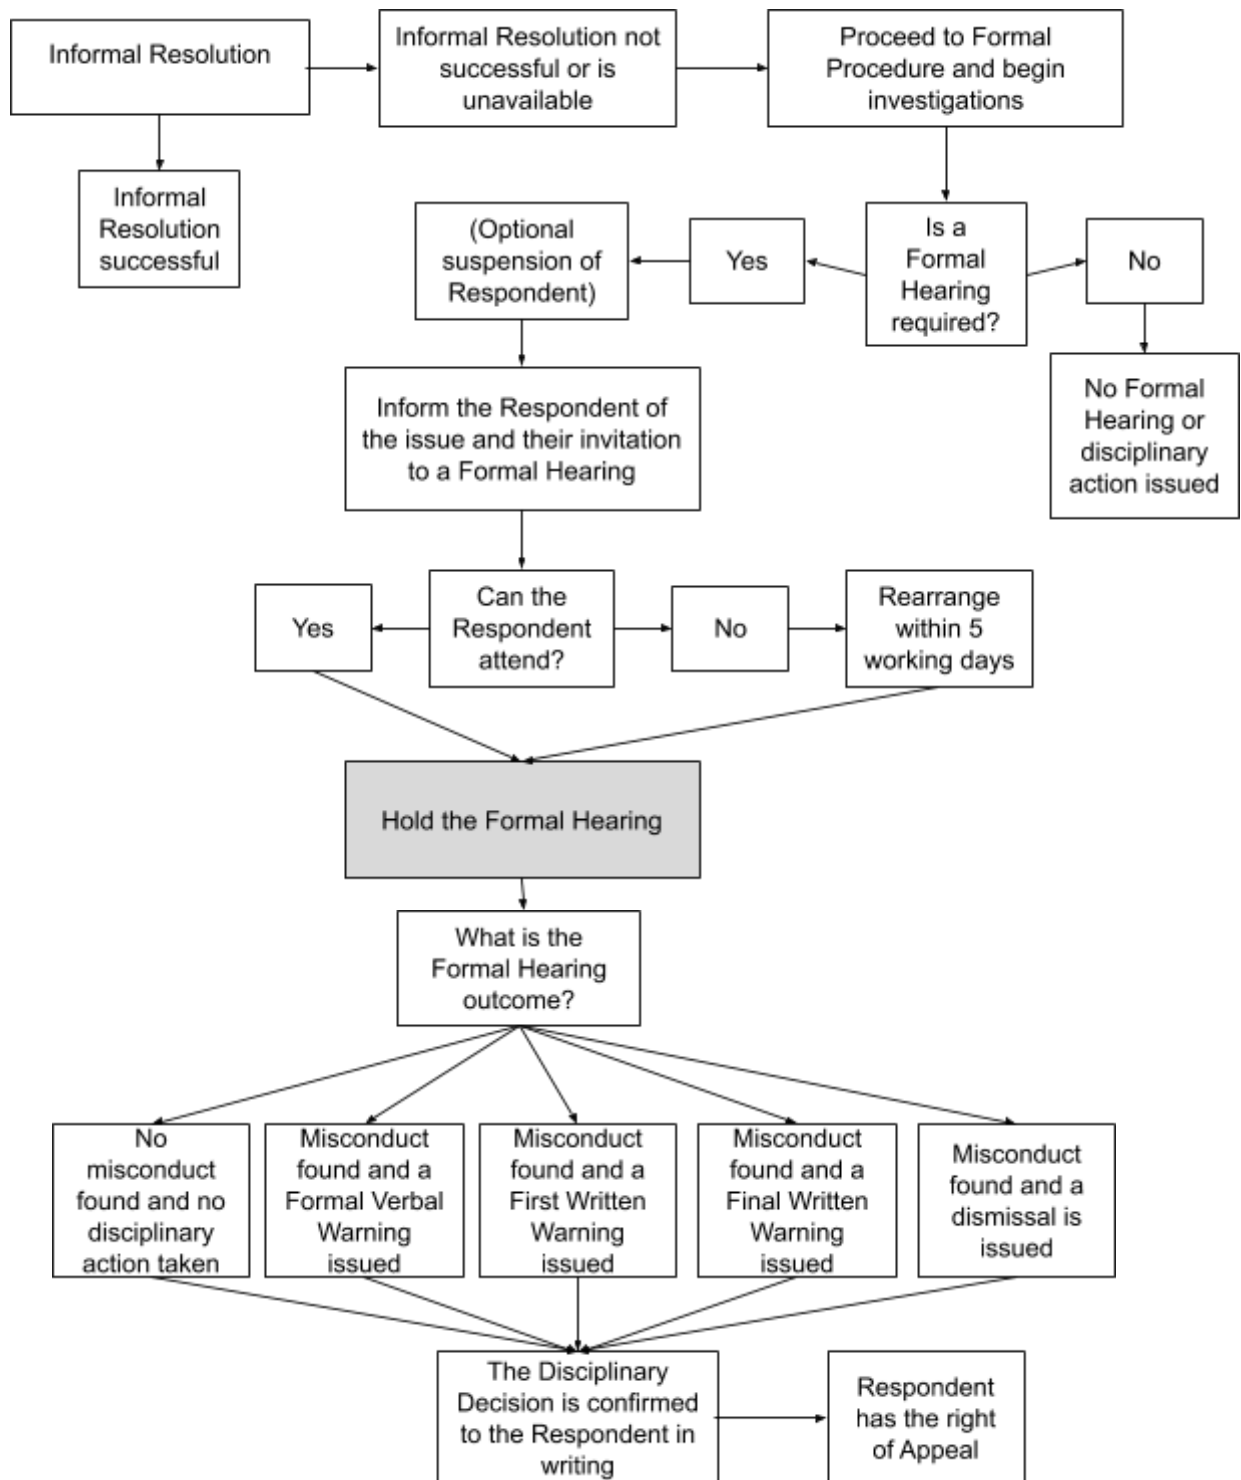 Informal Resolution
Informal Resolution not
successful or is
unavailable
Proceed to Formal
Procedure and begin
investigations
Informal
Resolution
successful
(Optional
suspension of
Respondent)
Yes
Is a
Formal
Hearing
required?
No
No Formal
Hearing or
disciplinary
action issued
Inform the Respondent of
the issue and their invitation
to a Formal Hearing
Yes
Can the
Respondent
attend?
No
Rearrange
within 5
working days
Hold the Formal Hearing
What is the
Formal Hearing
outcome?
No
misconduct
found and no
disciplinary
action taken
Misconduct
found and a
Formal Verbal
Warning
issued
Misconduct
found and a
First Written
Warning
issued
Misconduct
found and a
Final Written
Warning
issued
Misconduct
found and a
dismissal is
issued
The Disciplinary
Decision is confirmed
to the Respondent in
writing
Respondent
has the right
of Appeal